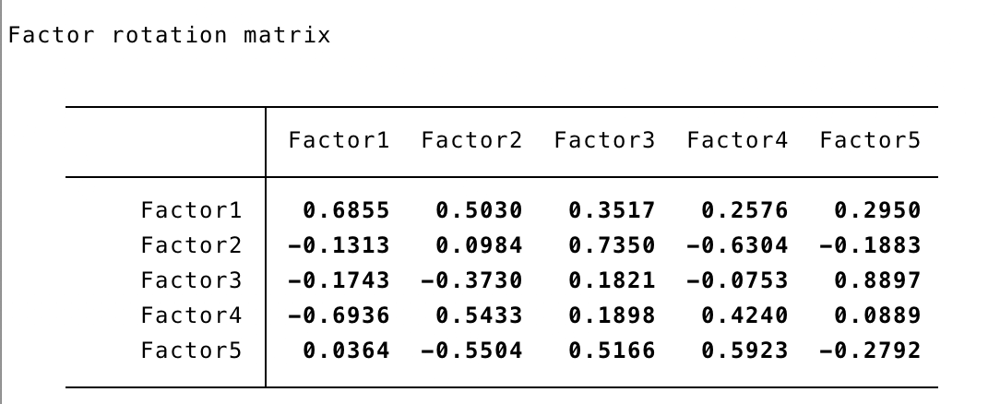 Factor rotation matrix
Factor1 Factor2 Factor3 Factor4 Factor5
Factor1 0.6855 0.5030 0.3517 0.2576 0.2950
Factor2 −0.1313 0.0984 0.7350 −0.6304 −0.1883
Factor3 −0.1743 −0.3730 0.1821 −0.0753 0.8897
Factor4 −0.6936 0.5433 0.1898 0.4240 0.0889
Factor5 0.0364 −0.5504 0.5166 0.5923 −0.2792